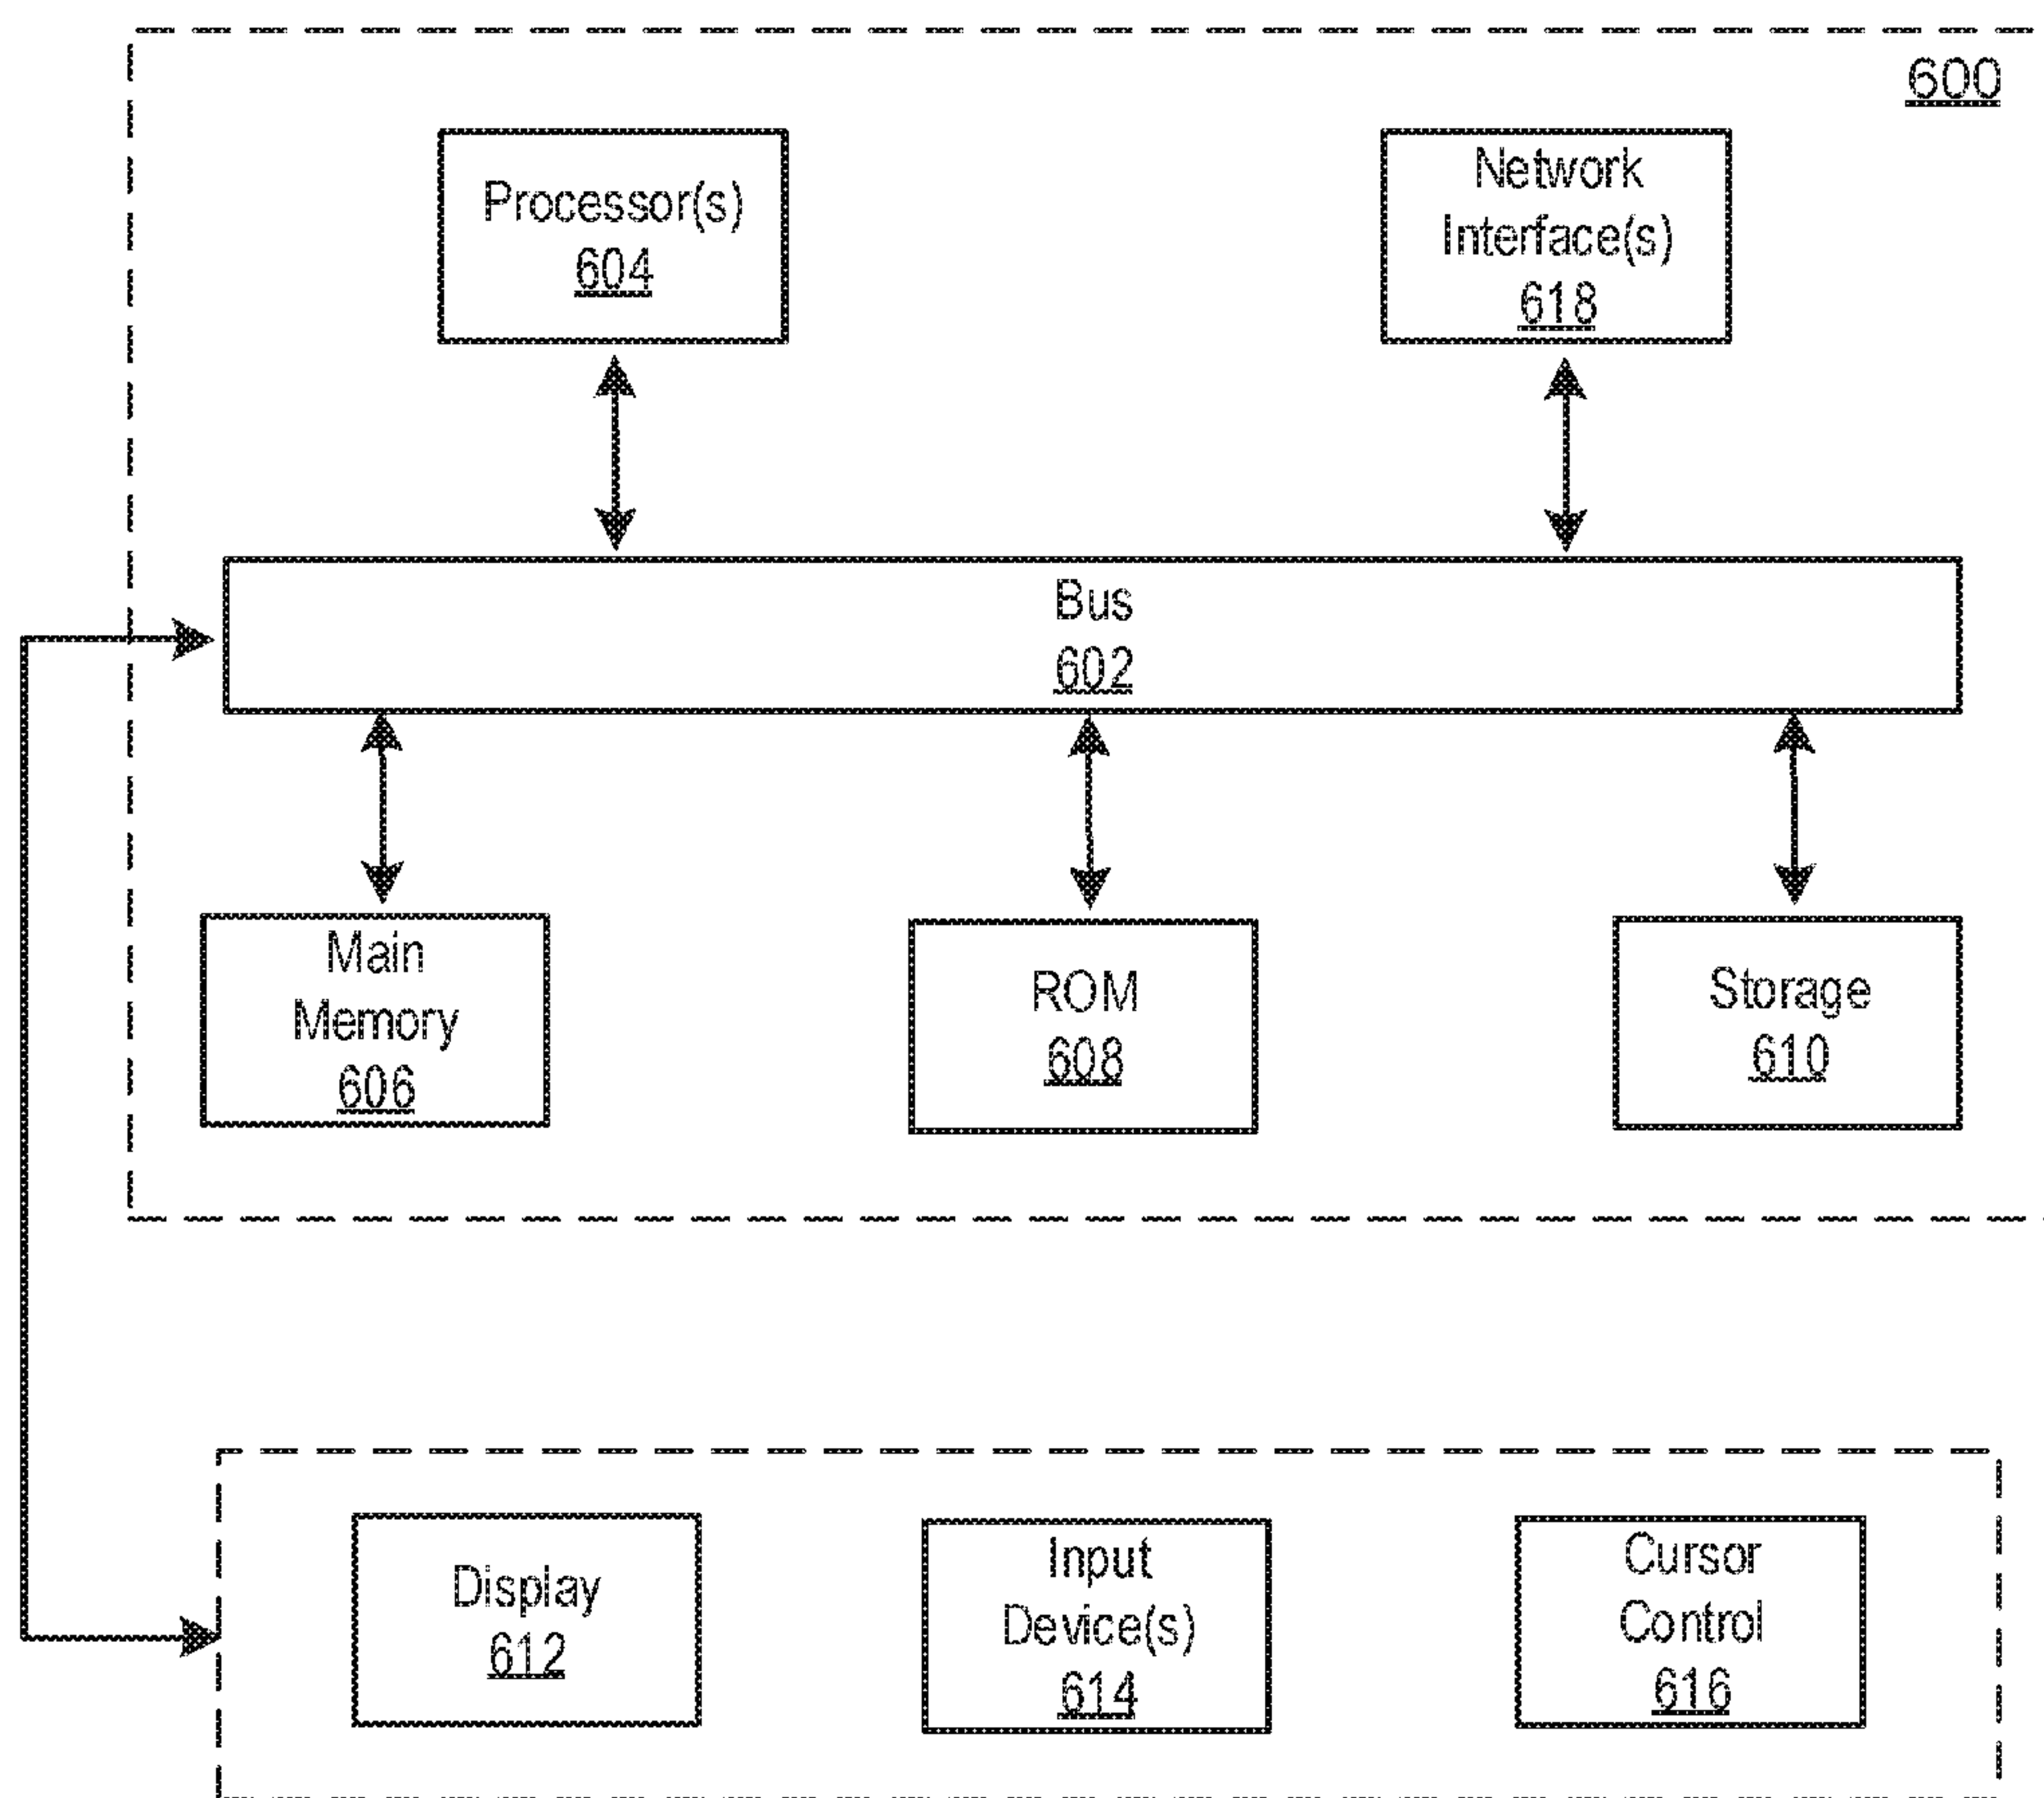 600
Processor(s)
604
Network
Interface(s)
618
Bus
602
Main
Memory
606
ROM
608
Storage
610
Display
612
Input
Device(s)
614
Cursor
Control
616